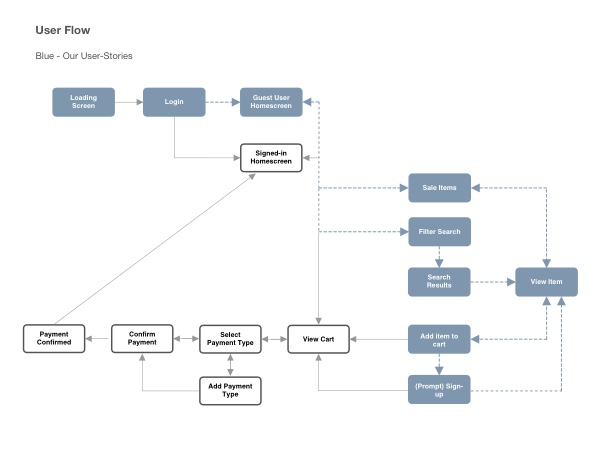 User Flow
Blue - Our User-Stories
Loading
Screen
Login
Guest User
Homescreen
Signed-in
Homescreen
Sale Items
Filter Search
Search
Results
View Item
Payment
Confirmed
Confirm
Payment
Select
Payment Type
View Cart
Add item to
cart
Add Payment
Type
(Prompt) Sign-
up